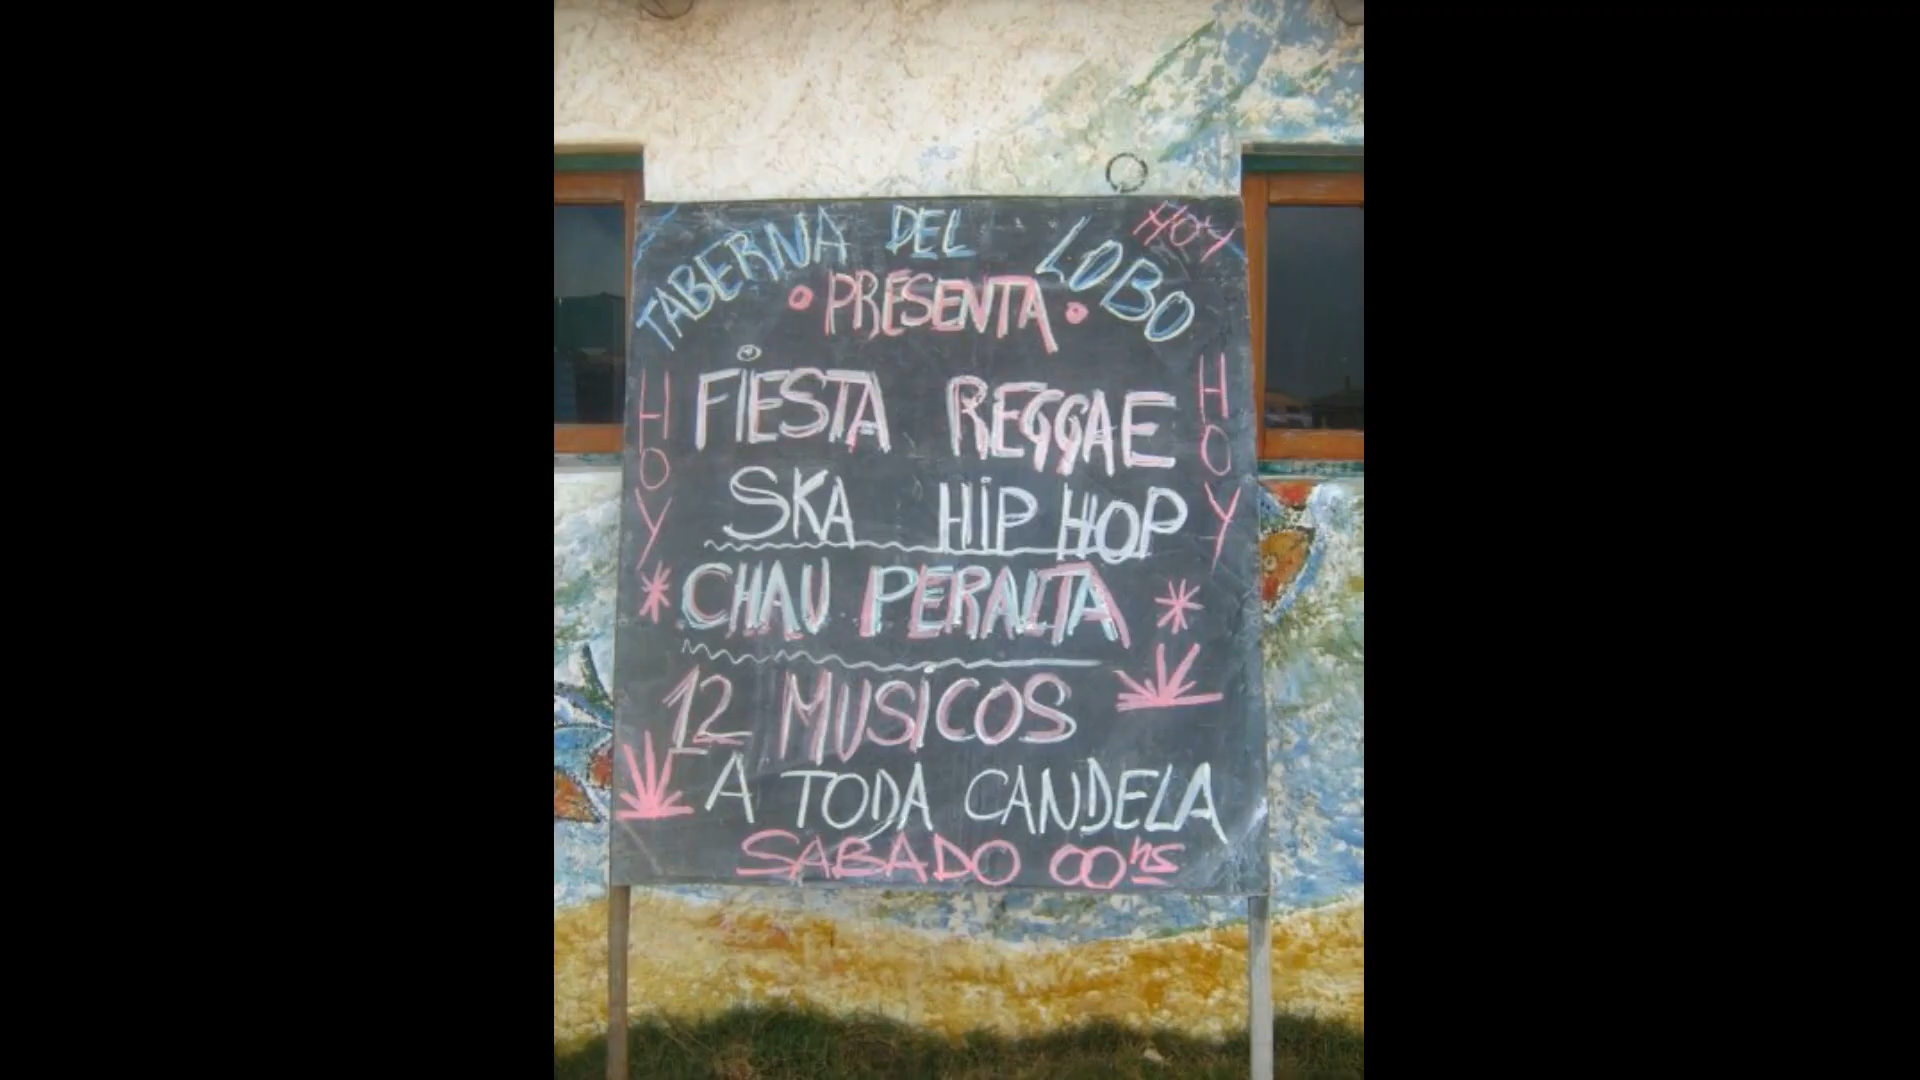 HOY
TABERNA DEL LOBO
• PRESENTA •
FIESTA REGGAE
SKA HIP HOP
HOY
HOY
* CHAU PERALTA *
12 MUSICOS
A TODA CANDELA
SABADO 00hs